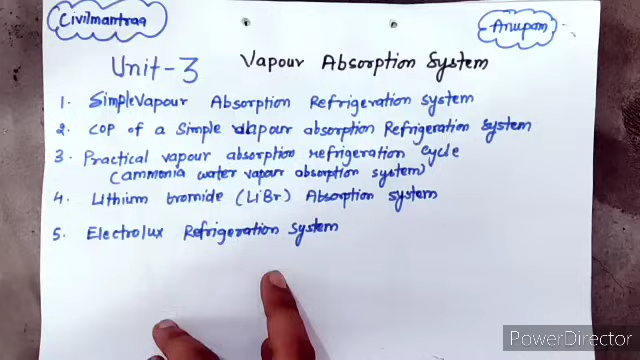 Civilmantraa
Anupam
Unit-3 Vapour Absorption System
1. Simple Vapour Absorption Refrigeration system
2. COP of a simple vapour absorption Refrigeration system
3. Practical vapour absorption refrigeration cycle
(ammonia water vapour absorption system)
4. Lithium bromide (LiBr) Absorption system
5. Electrolux Refrigeration system
PowerDirector